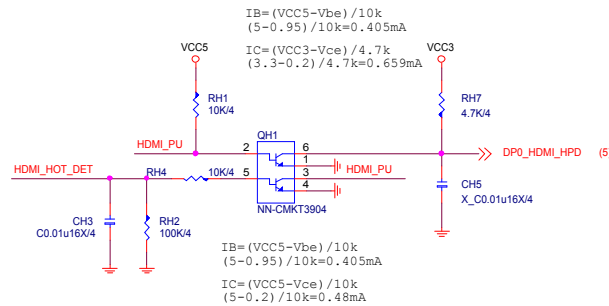 IB=(VCC5-Vbe)/10k
(5-0.95)/10k=0.405mA
IC=(VCC3-Vce)/4.7k
(3.3-0.2)/4.7k=0.659mA
VCC5
VCC3
RH1
10K/4
RH7
4.7K/4
QH1
HDMI_PU
2
6
DP0_HDMI_HPD
(5
1
HDMI_HOT_DET
RH4
10K/4
5
3
HDMI_PU
4
NN-CMKT3904
CH5
X_C0.01u16X/4
CH3
C0.01u16X/4
RH2
100K/4
IB=(VCC5-Vbe)/10k
(5-0.95)/10k=0.405mA
IC=(VCC5-Vce)/10k
(5-0.2)/10k=0.48mA